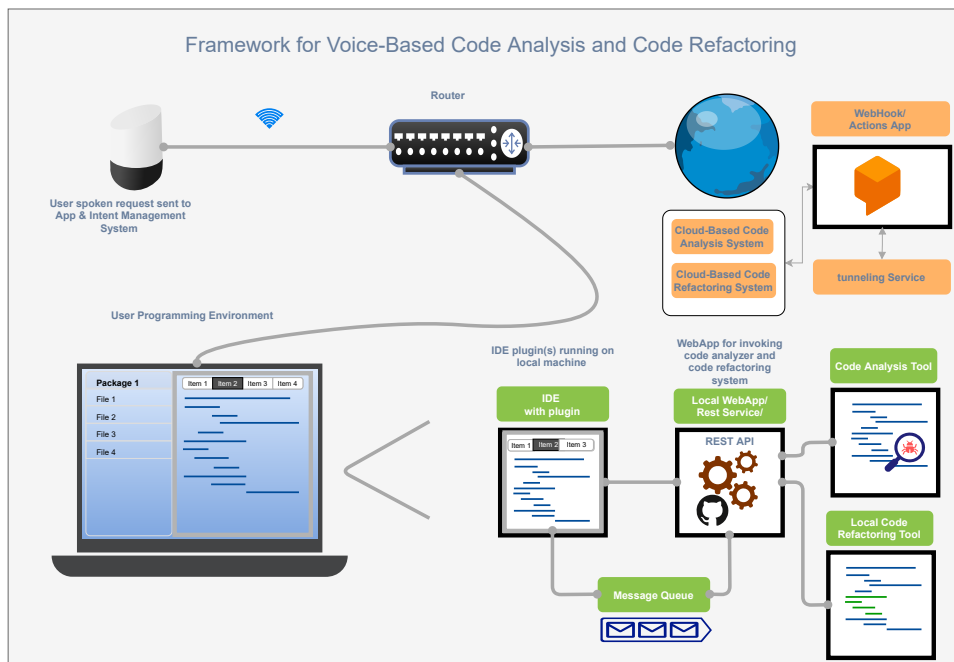 Framework for Voice-Based Code Analysis and Code Refactoring
Router
WebHook/
Actions App
User spoken request sent to
App & Intent Management
System
Cloud-Based Code
Analysis System
Cloud-Based Code
Refactoring System
tunneling Service
User Programming Environment
IDE plugin(s) running on
local machine
WebApp for invoking
code analyzer and
code refactoring
system
Code Analysis Tool
Package 1
File 1
File 2
File 3
File 4
Item 1 Item 2 Item 3 Item 4
IDE
with plugin
Local WebApp/
Rest Service/
Item 1 Item 2 Item 3
REST API
Local Code
Refactoring Tool
Message Queue